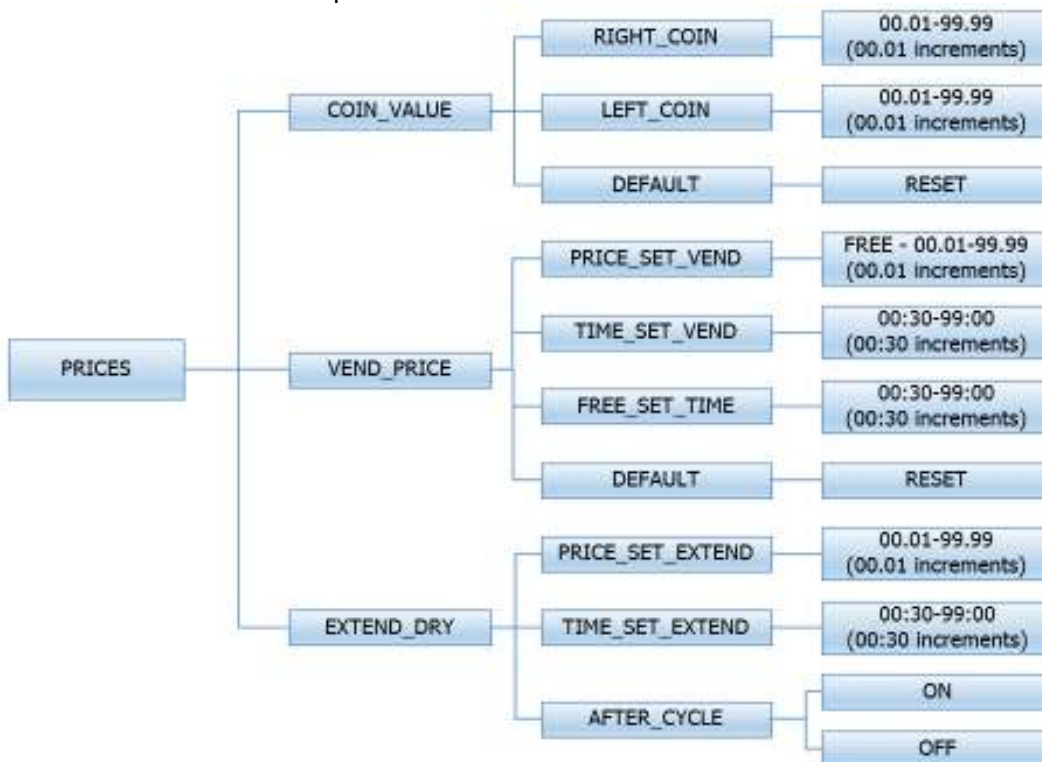 RIGHT_COIN
00.01-99.99
(00.01 increments)
COIN_VALUE
LEFT_COIN
00.01-99.99
(00.01 increments)
DEFAULT
RESET
PRICE_SET_VEND
FREE - 00.01-99.99
(00.01 increments)
TIME_SET_VEND
00:30-99:00
(00:30 increments)
PRICES
VEND_PRICE
FREE_SET_TIME
00:30-99:00
(00:30 increments)
DEFAULT
RESET
PRICE_SET_EXTEND
00.01-99.99
(00.01 increments)
EXTEND_DRY
TIME_SET_EXTEND
00:30-99:00
(00:30 increments)
AFTER_CYCLE
ON
OFF